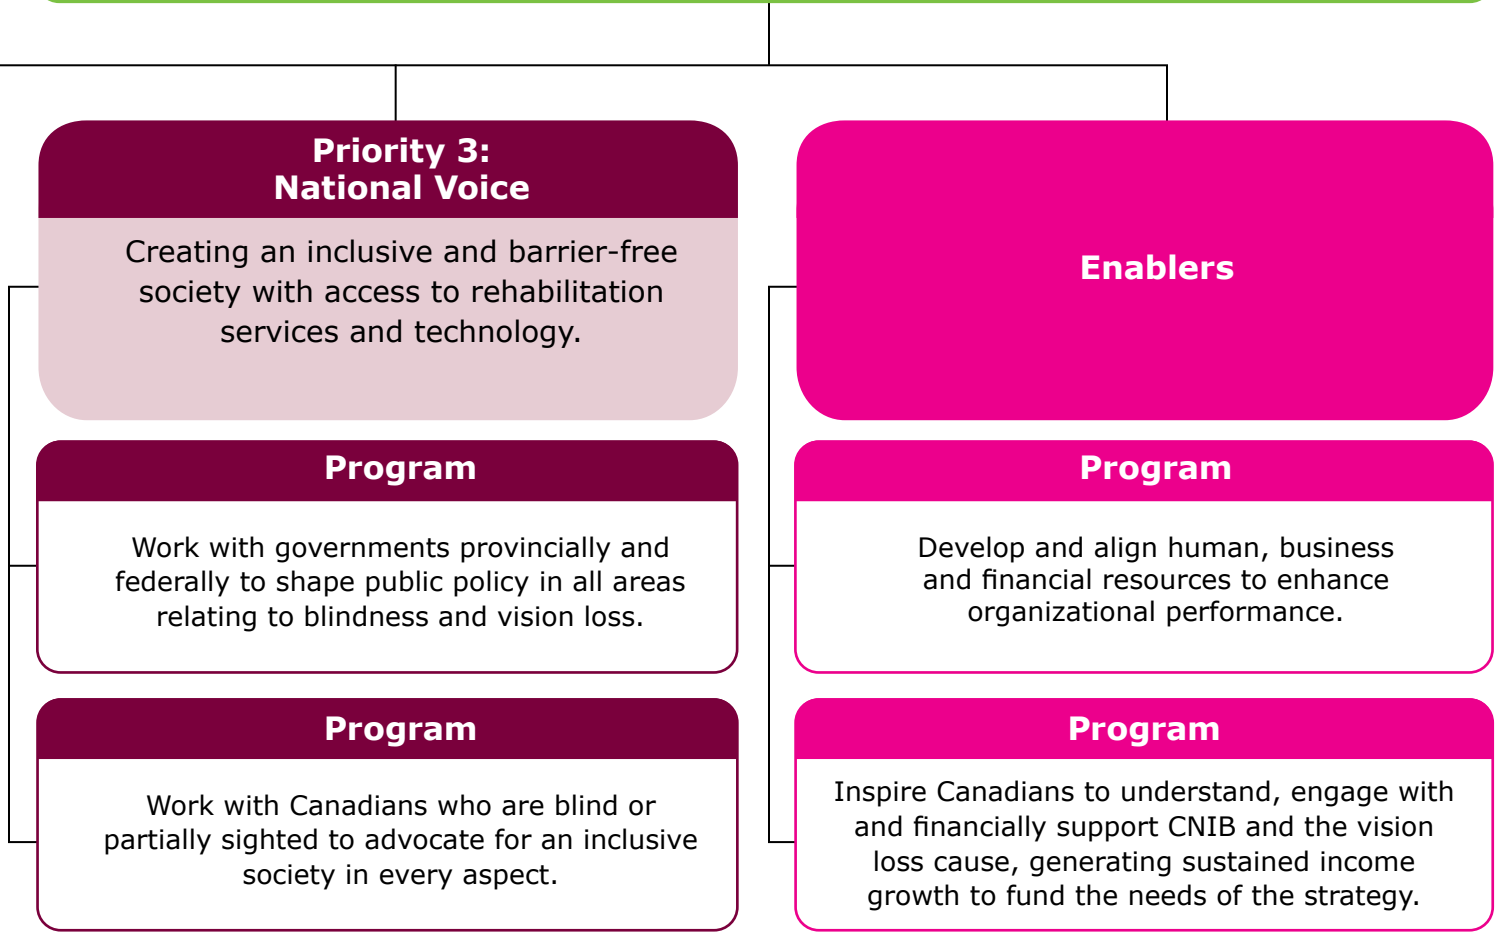 Priority 3:
National Voice
Creating an inclusive and barrier-free
society with access to rehabilitation
services and technology.
Program
Work with governments provincially and
federally to shape public policy in all areas
relating to blindness and vision loss.
Program
Work with Canadians who are blind or
partially sighted to advocate for an inclusive
society in every aspect.
Enablers
Program
Develop and align human, business
and financial resources to enhance
organizational performance.
Program
Inspire Canadians to understand, engage with
and financially support CNIB and the vision
loss cause, generating sustained income
growth to fund the needs of the strategy.